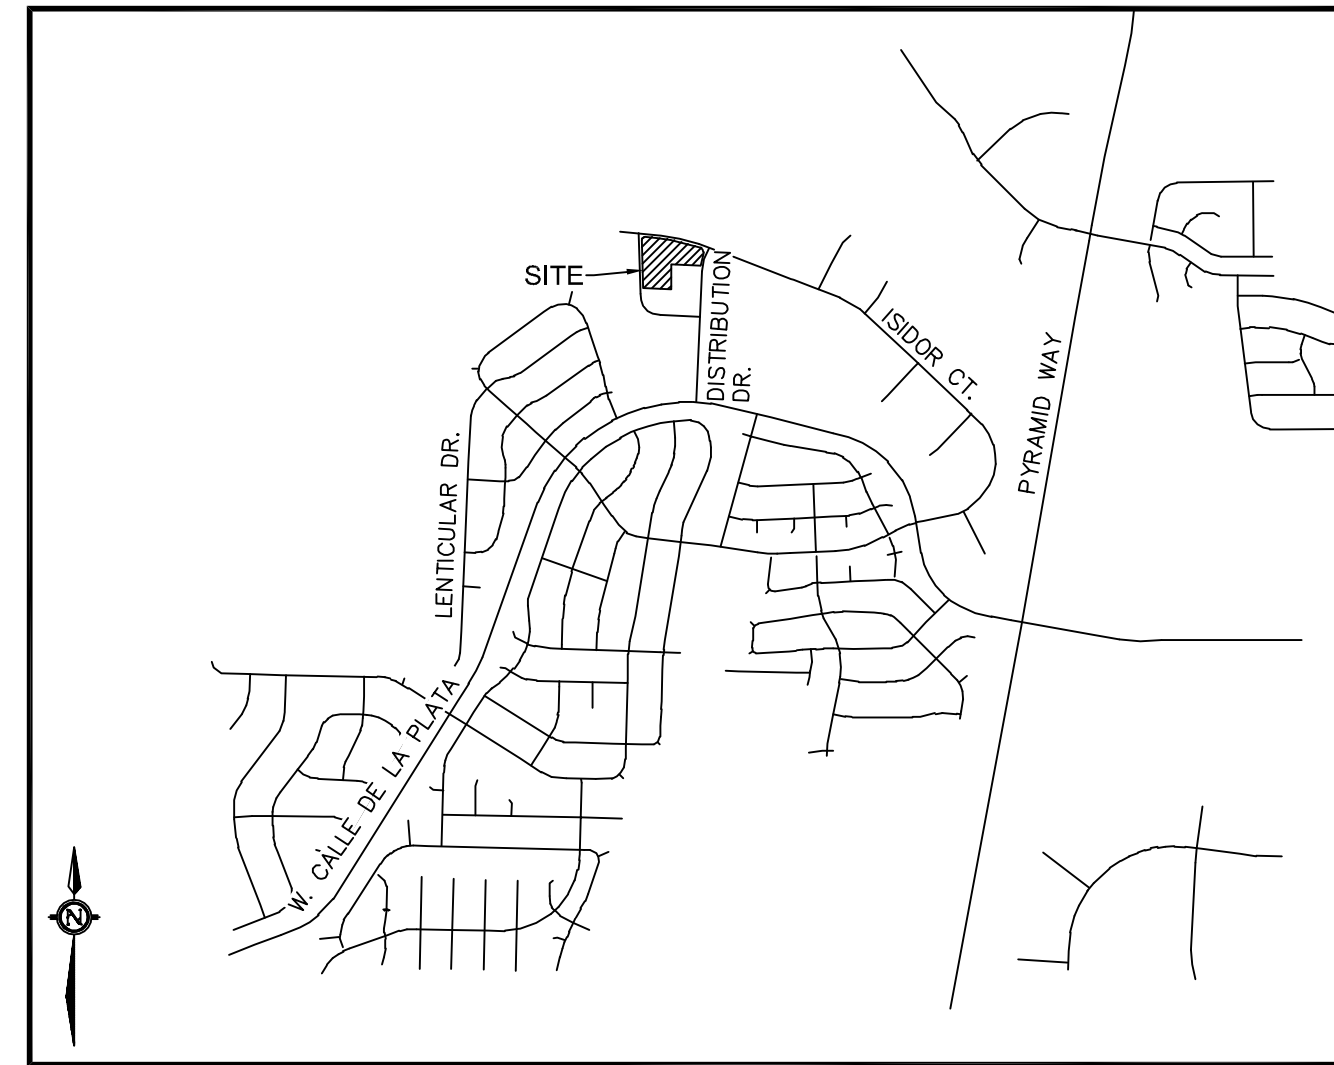 SITE
DISTRIBUTION
DR.
ISIDOR CT.
PYRAMID WAY
LENTICULAR DR.
W. CALLE DE LA PLATA
N